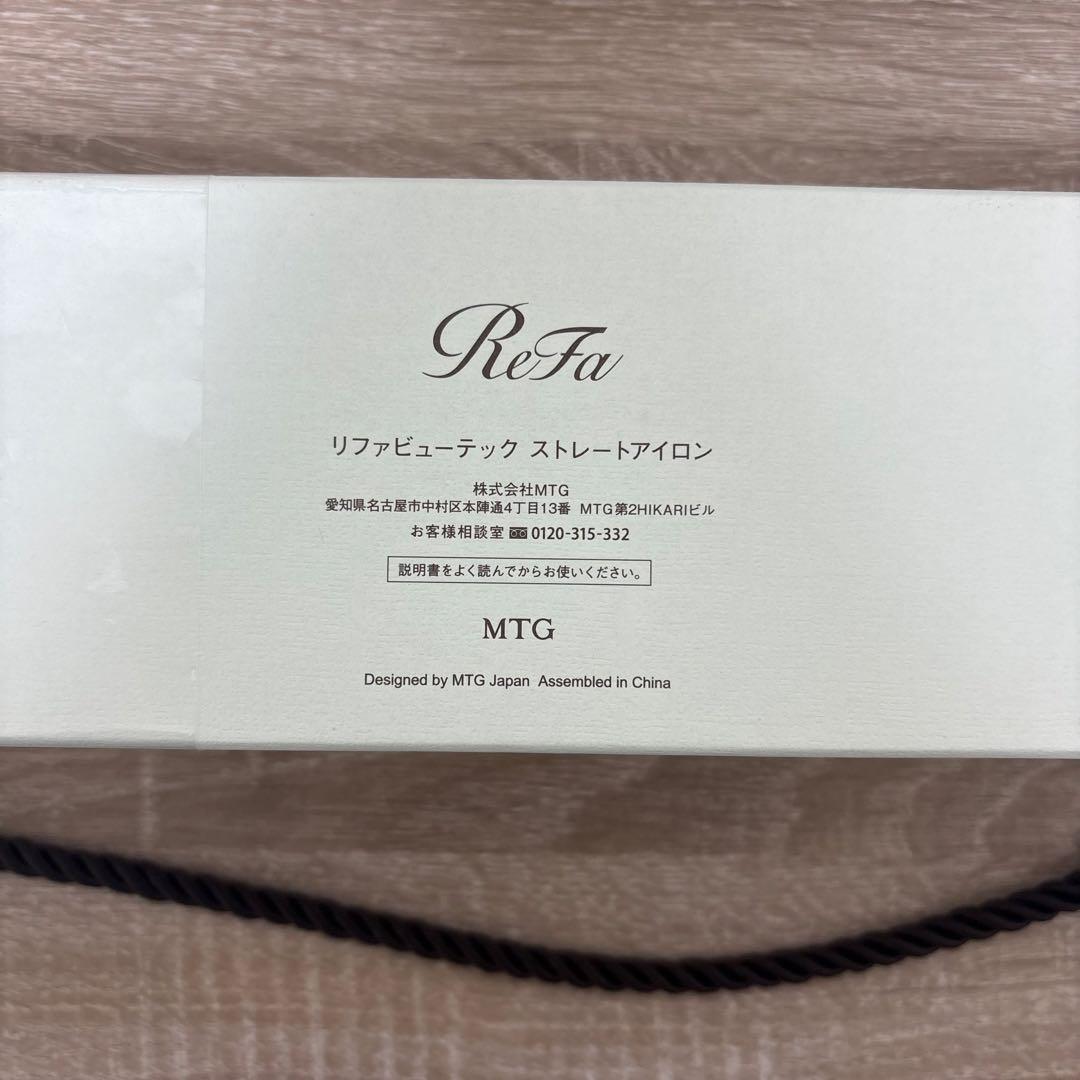 ReFa
リファビューテック ストレートアイロン
株式会社MTG
愛知県名古屋市中村区本陣通4丁目13番 MTG第2HIKARIビル
お客様相談室 0120-315-332
説明書をよく読んでからお使いください。
MTG
Designed by MTG Japan Assembled in China